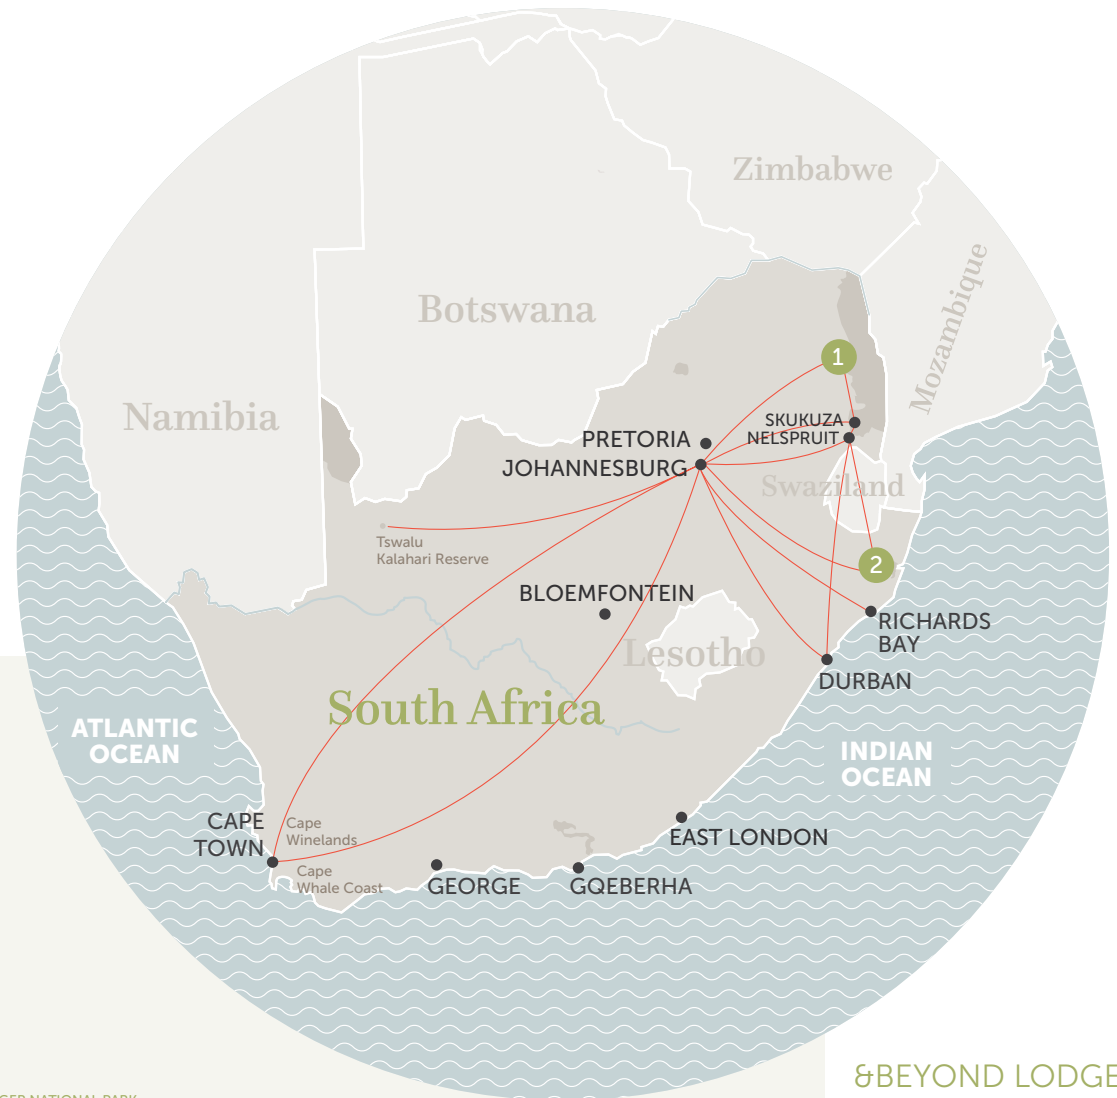 Zimbabwe
Botswana
Mozambique
Namibia
1
SKUKUZA
NELSPRUIT
PRETORIA
JOHANNESBURG
Swaziland
Tswalu
Kalahari Reserve
2
BLOEMFONTEIN
RICHARDS
BAY
Lesotho
DURBAN
South Africa
ATLANTIC
OCEAN
INDIAN
OCEAN
CAPE
TOWN
Cape
Winelands
EAST LONDON
Cape
Whale Coast
GEORGE
GQEBERHA
&BEYOND LODGE
NATIONAL PARK